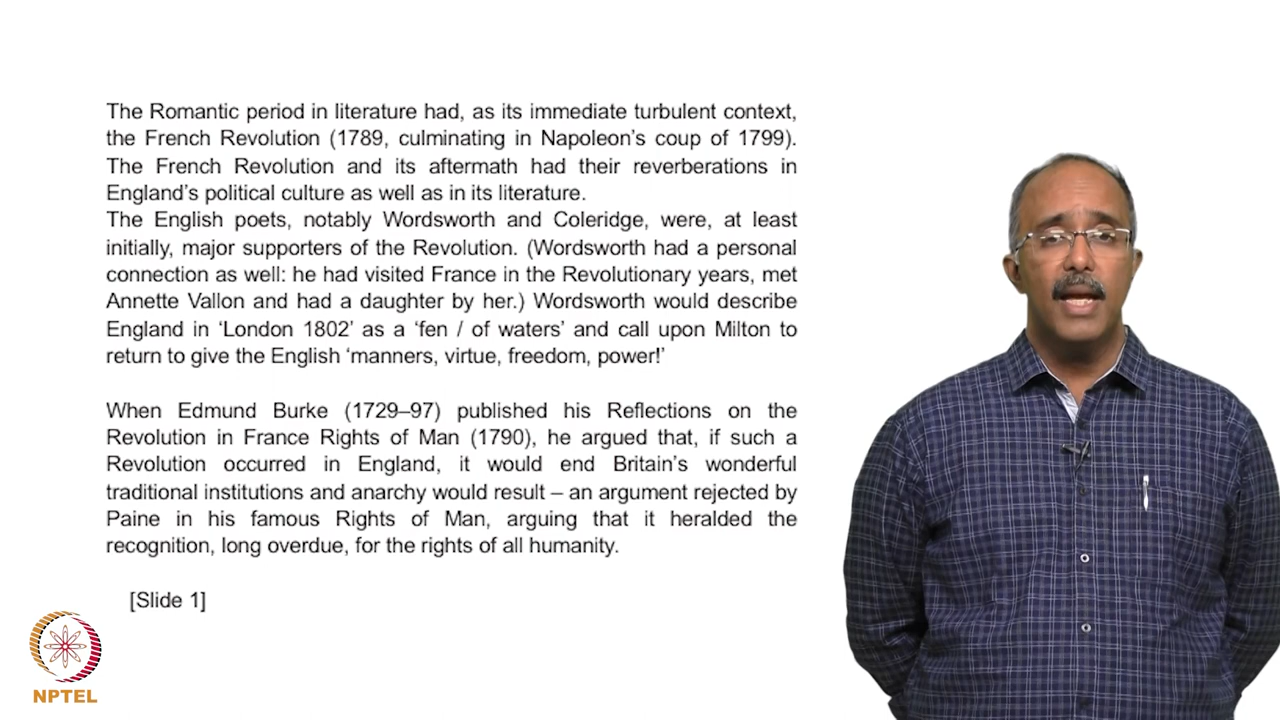 The Romantic period in literature had, as its immediate turbulent context,
the French Revolution (1789, culminating in Napoleon's coup of 1799).
The French Revolution and its aftermath had their reverberations in
England's political culture as well as in its literature.
The English poets, notably Wordsworth and Coleridge, were, at least
initially, major supporters of the Revolution. (Wordsworth had a personal
connection as well: he had visited France in the Revolutionary years, met
Annette Vallon and had a daughter by her.) Wordsworth would describe
England in ‘London 1802’ as a ‘fen / of waters’ and call upon Milton to
return to give the English ‘manners, virtue, freedom, power!’
When Edmund Burke (1729–97) published his Reflections on the
Revolution in France Rights of Man (1790), he argued that, if such a
Revolution occurred in England, it would end Britain's wonderful
traditional institutions and anarchy would result – an argument rejected by
Paine in his famous Rights of Man, arguing that it heralded the
recognition, long overdue, for the rights of all humanity.
[Slide 1]
NPTEL